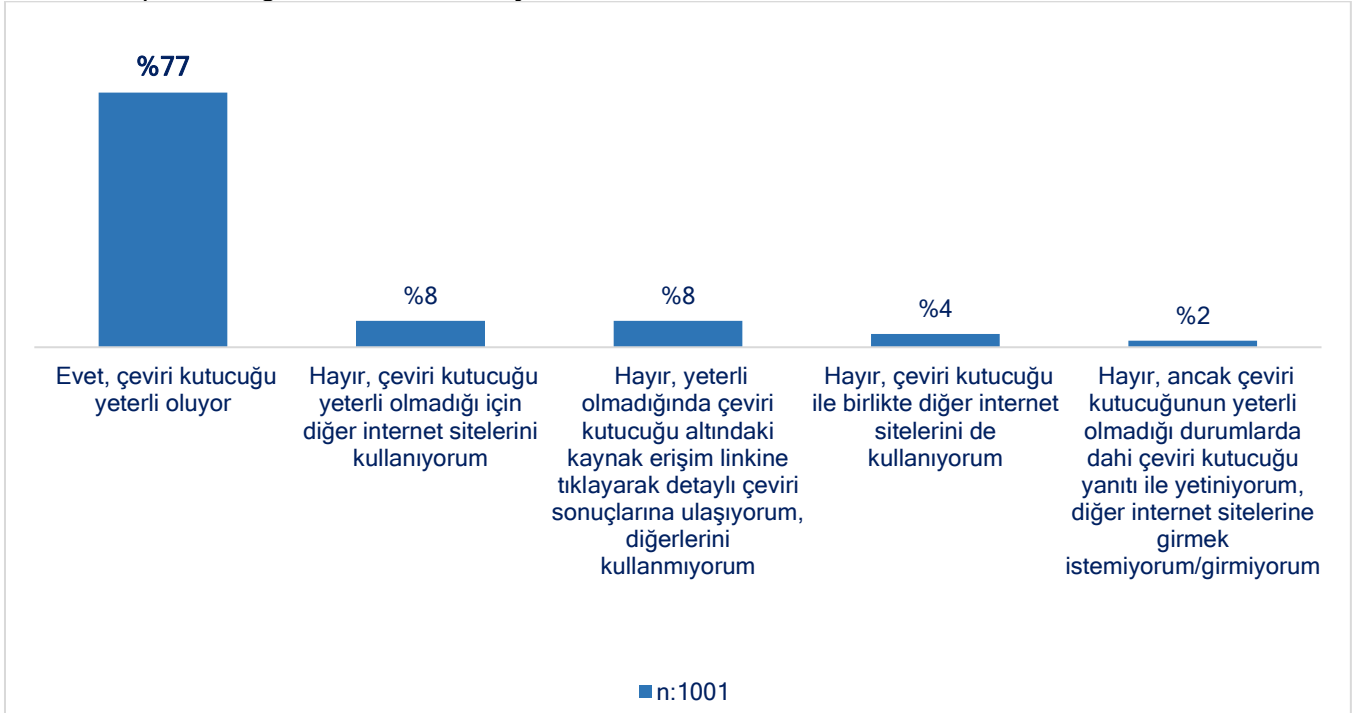 %77
%8
%8
%4
%2
Evet, çeviri kutucuğu
yeterli oluyor
Hayır, çeviri kutucuğu
yeterli olmadığı için
diğer internet sitelerini
kullanıyorum
Hayır, yeterli
olmadığında çeviri
kutucuğu altındaki
kaynak erişim linkine
tıklayarak detaylı çeviri
sonuçlarına ulaşıyorum,
diğerlerini
kullanmıyorum
Hayır, çeviri kutucuğu
ile birlikte diğer internet
sitelerini de
kullanıyorum
Hayır, ancak çeviri
kutucuğunun yeterli
olmadığı durumlarda
dahi çeviri kutucuğu
yanıtı ile yetiniyorum,
diğer internet sitelerine
girmek
istemiyorum/girmiyorum
n:1001